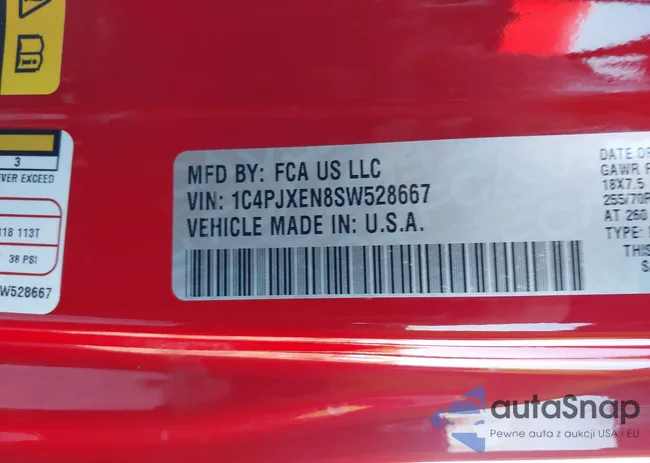 3
EVER EXCEED
118 113T
38 PSI
W528667
MFD BY: FCA US LLC
VIN: 1C4PJXEN8SW528667
VEHICLE MADE IN: U.S.A.
DATE OF
GAWR F
18X7.5
255/70R
AT 260
TYPE:
THIS
autaSnap
Pewne auta z aukcji USA i EU